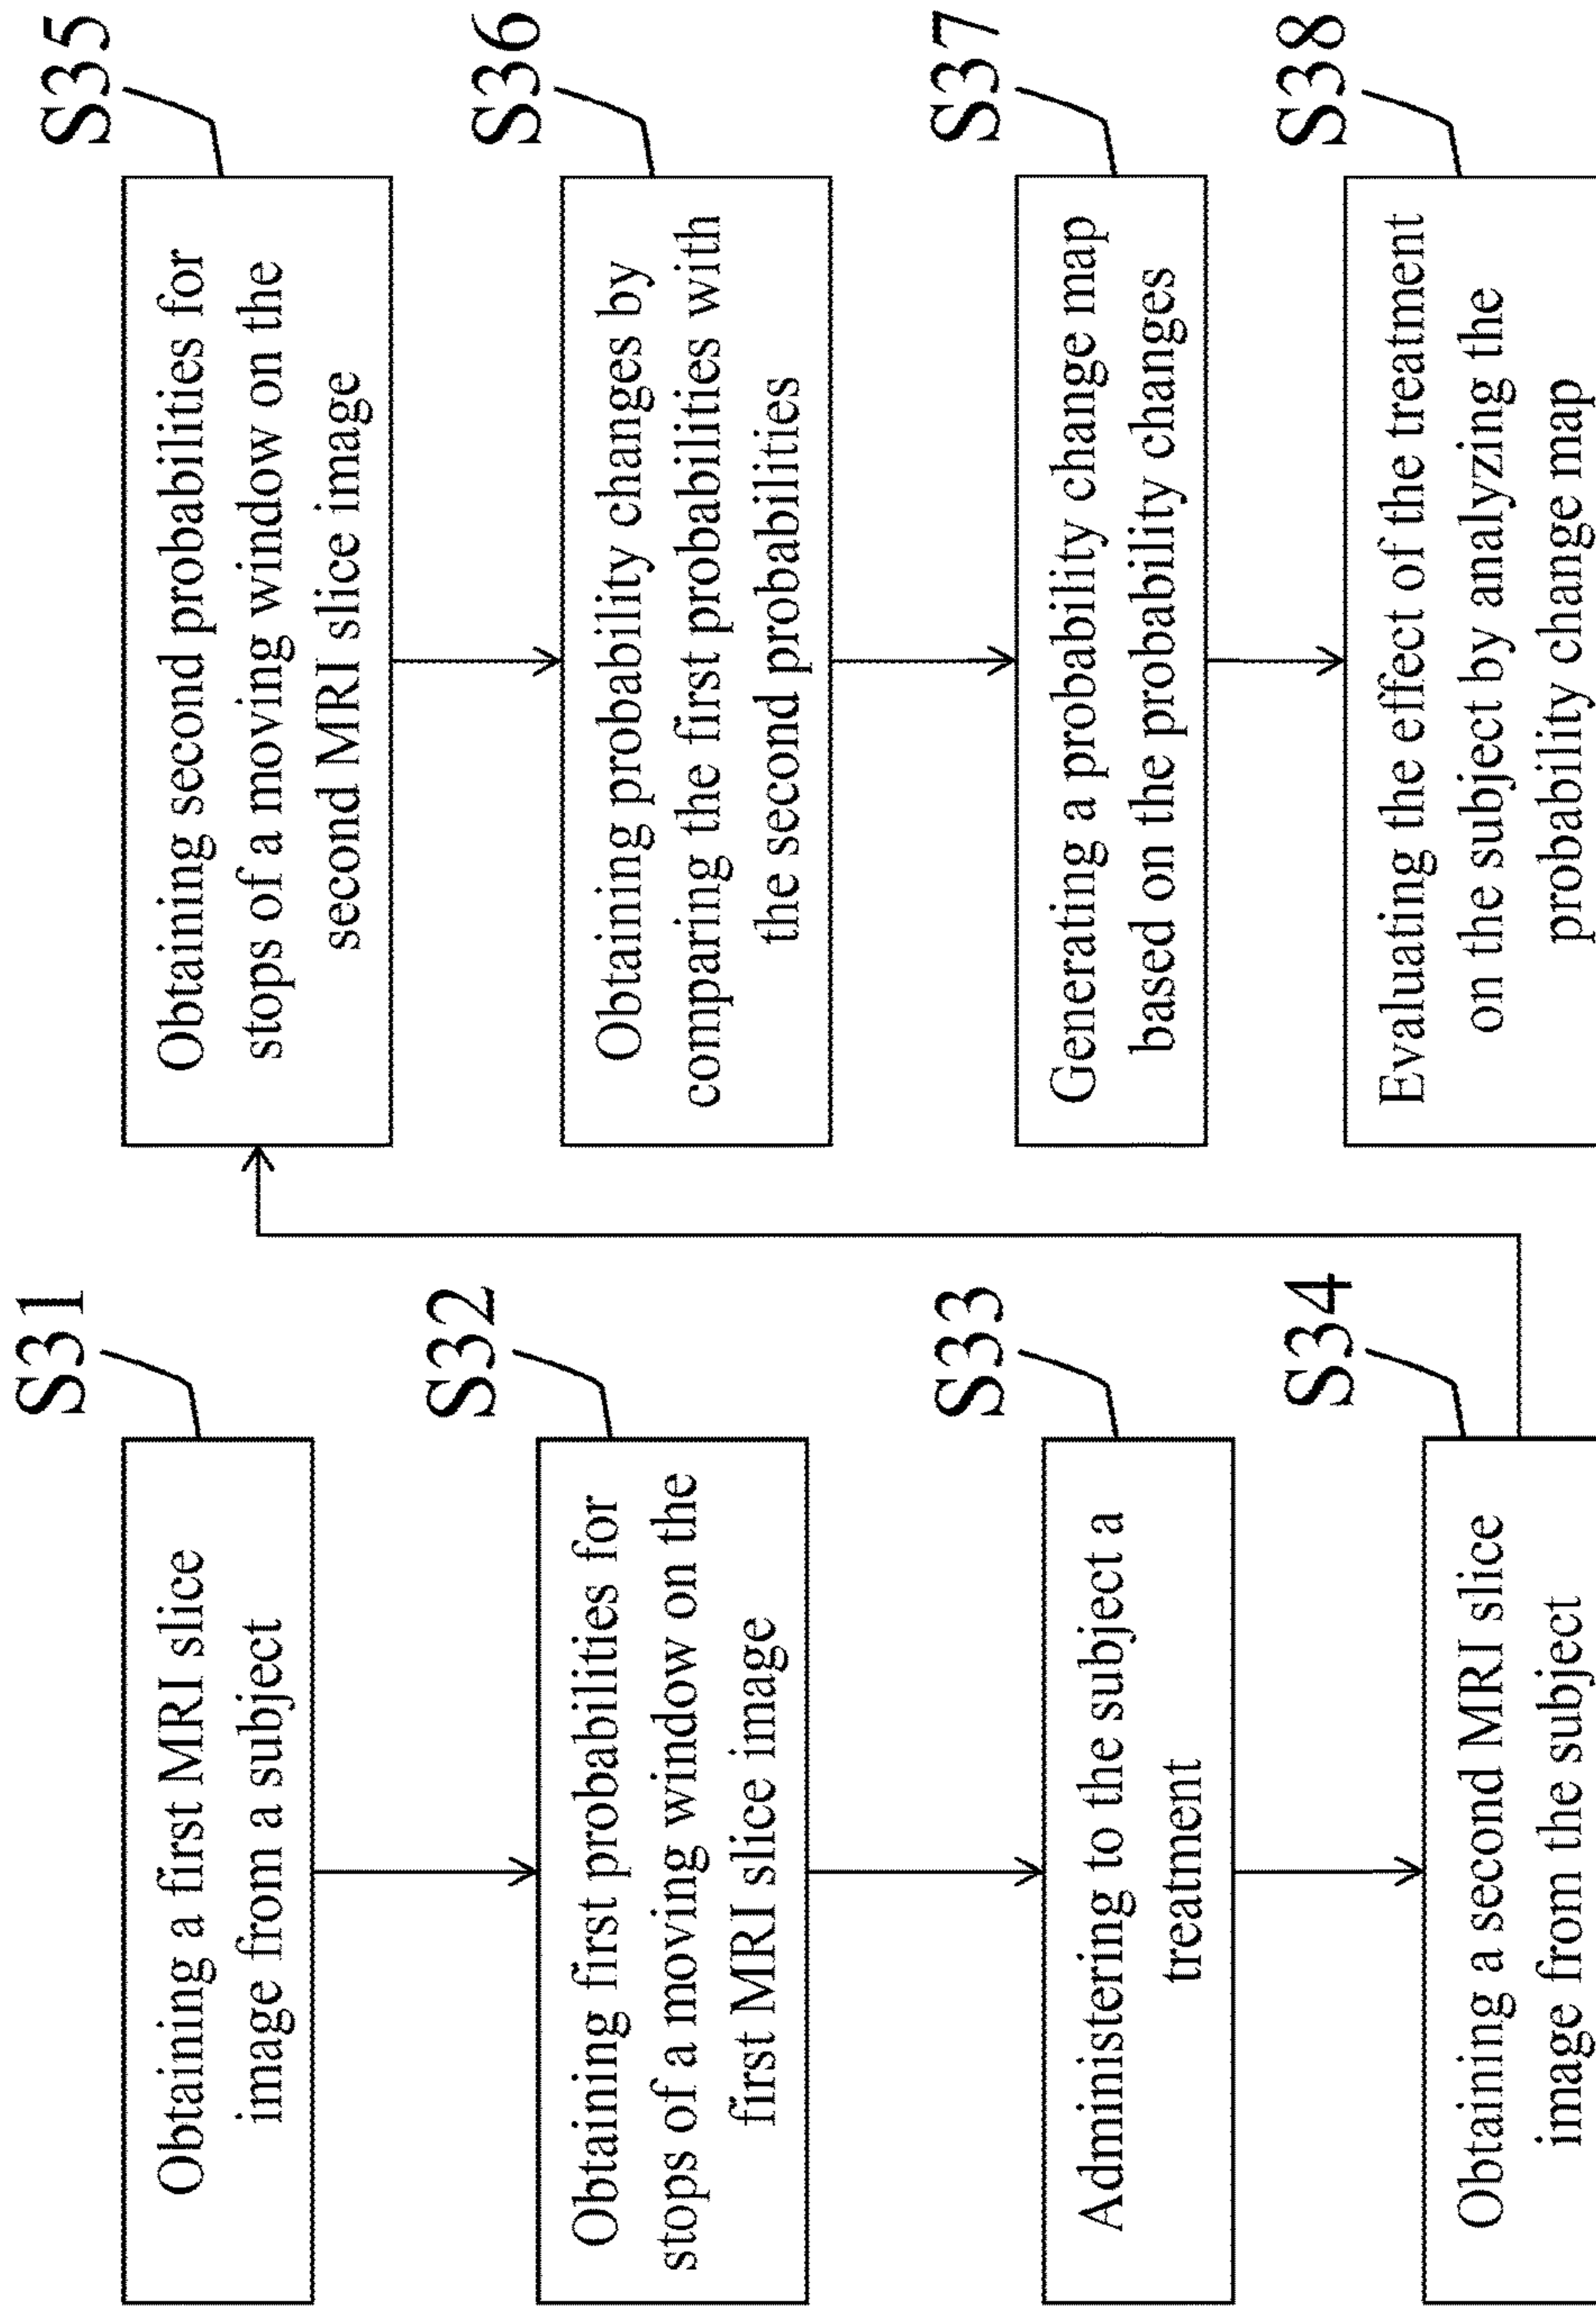 S31
Obtaining a first MRI slice
image from a subject
S32
Obtaining first probabilities for
stops of a moving window on the
first MRI slice image
S33
Administering to the subject a
treatment
S34
Obtaining a second MRI slice
image from the subject
S35
Obtaining second probabilities for
stops of a moving window on the
second MRI slice image
S36
Obtaining probability changes by
comparing the first probabilities with
the second probabilities
S37
Generating a probability change map
based on the probability changes
S38
Evaluating the effect of the treatment
on the subject by analyzing the
probability change map